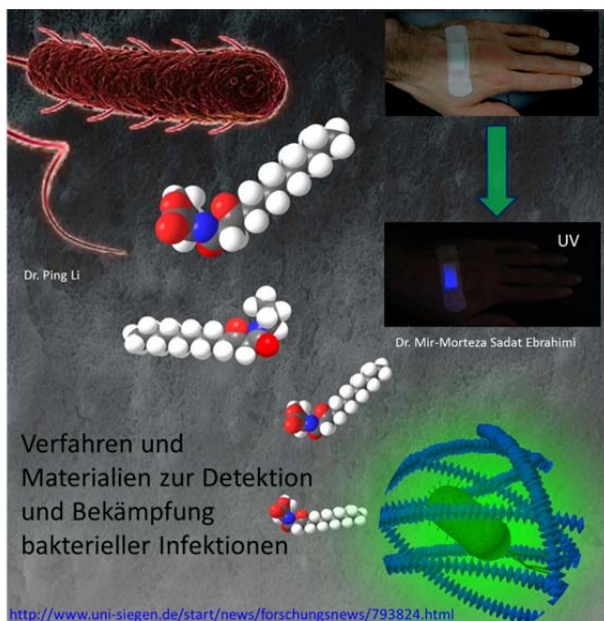 Dr. Ping Li
UV
Dr. Mir-Morteza Sadat Ebrahimi
Verfahren und
Materialien zur Detektion
und Bekämpfung
bakterieller Infektionen
http://www.uni-siegen.de/start/news/forschungsnews/793824.html